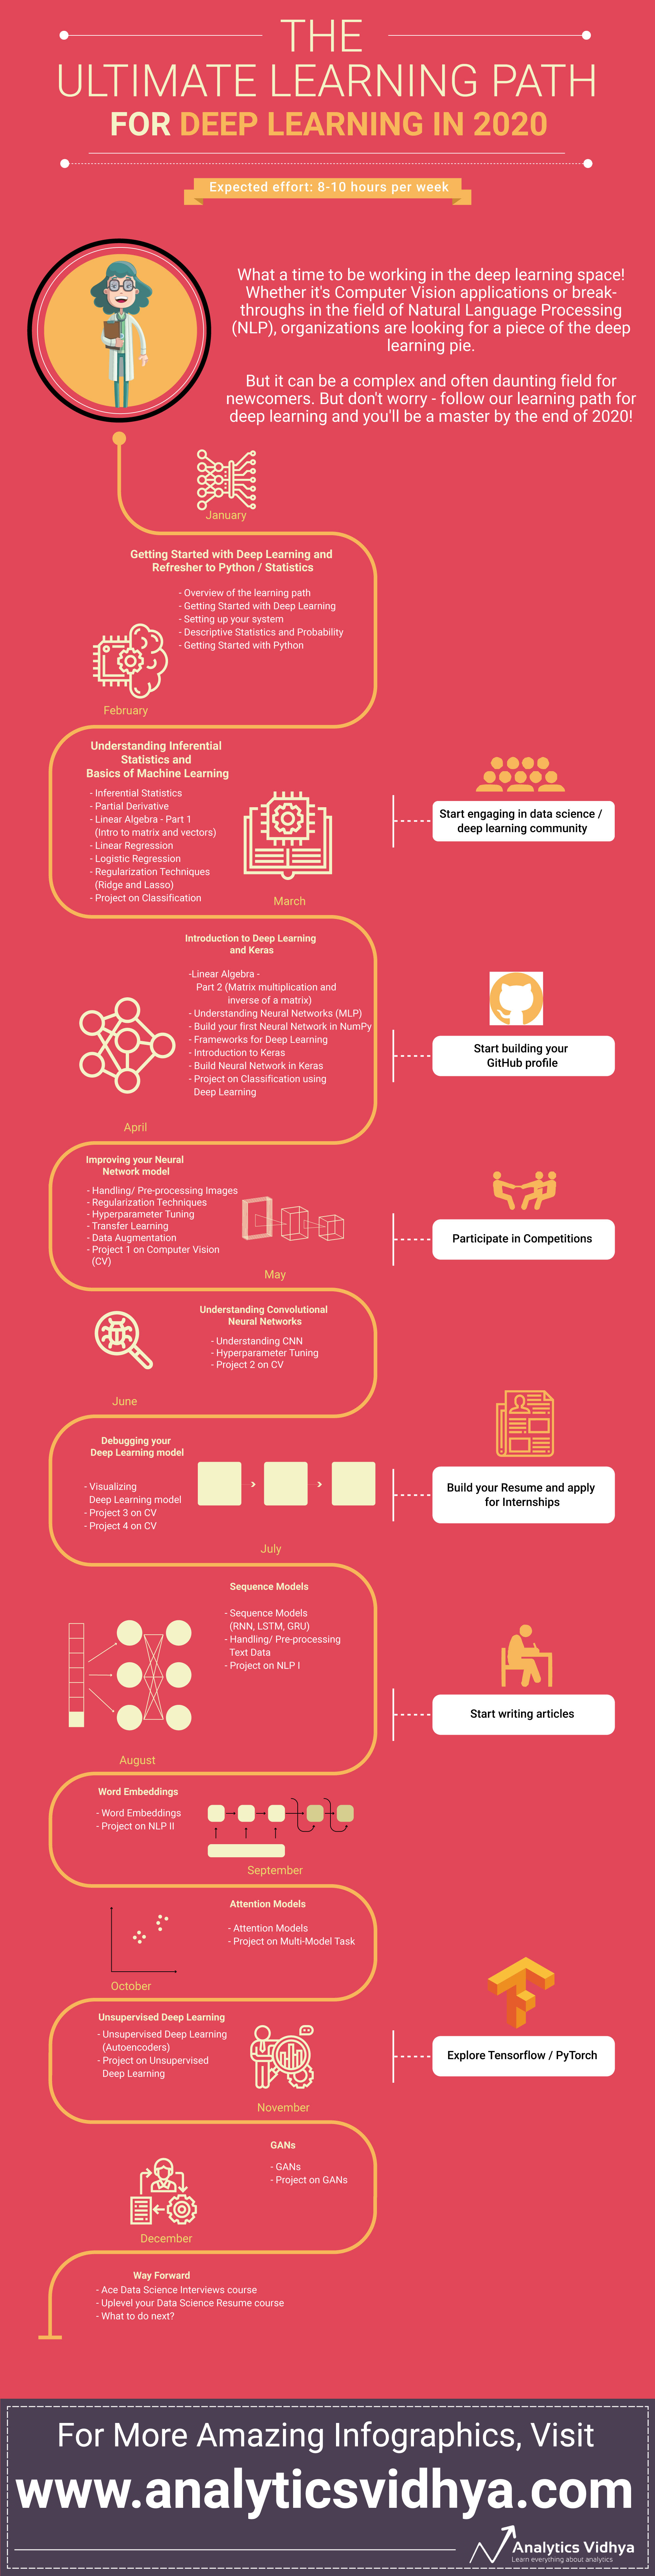 THE
ULTIMATE LEARNING PATH
FOR DEEP LEARNING IN 2020
Expected effort: 8-10 hours per week
What a time to be working in the deep learning space!
Whether it's Computer Vision applications or break-
throughs in the field of Natural Language Processing
(NLP), organizations are looking for a piece of the deep
learning pie.
But it can be a complex and often daunting field for
newcomers. But don't worry - follow our learning path for
deep learning and you'll be a master by the end of 2020!
January
Getting Started with Deep Learning and
Refresher to Python / Statistics
- Overview of the learning path
- Getting Started with Deep Learning
- Setting up your system
- Descriptive Statistics and Probability
- Getting Started with Python
February
Understanding Inferential
Statistics and
Basics of Machine Learning
- Inferential Statistics
- Partial Derivative
- Linear Algebra - Part 1
(Intro to matrix and vectors)
- Linear Regression
- Logistic Regression
- Regularization Techniques
(Ridge and Lasso)
- Project on Classification
Start engaging in data science /
deep learning community
March
Introduction to Deep Learning
and Keras
-Linear Algebra -
Part 2 (Matrix multiplication and
inverse of a matrix)
- Understanding Neural Networks (MLP)
- Build your first Neural Network in NumPy
- Frameworks for Deep Learning
- Introduction to Keras
- Build Neural Network in Keras
- Project on Classification using
Deep Learning
Start building your
GitHub profile
April
Improving your Neural
Network model
- Handling/ Pre-processing Images
- Regularization Techniques
- Hyperparameter Tuning
- Transfer Learning
- Data Augmentation
- Project 1 on Computer Vision
(CV)
Participate in Competitions
May
Understanding Convolutional
Neural Networks
- Understanding CNN
- Hyperparameter Tuning
- Project 2 on CV
June
Debugging your
Deep Learning model
- Visualizing
Deep Learning model
- Project 3 on CV
- Project 4 on CV
Build your Resume and apply
for Internships
July
Sequence Models
- Sequence Models
(RNN, LSTM, GRU)
- Handling/ Pre-processing
Text Data
- Project on NLP I
Start writing articles
August
Word Embeddings
- Word Embeddings
- Project on NLP II
September
Attention Models
- Attention Models
- Project on Multi-Model Task
October
Unsupervised Deep Learning
- Unsupervised Deep Learning
(Autoencoders)
- Project on Unsupervised
Deep Learning
Explore Tensorflow / PyTorch
November
GANs
- GANs
- Project on GANs
December
Way Forward
- Ace Data Science Interviews course
- Uplevel your Data Science Resume course
- What to do next?
For More Amazing Infographics, Visit
www.analyticsvidhya.com
Analytics Vidhya
Learn everything about analytics